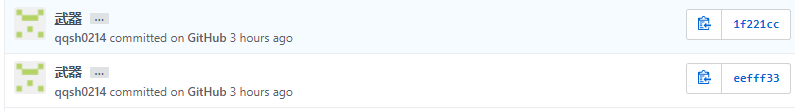 武器 …
qqsh0214 committed on GitHub 3 hours ago
1f221cc
武器 …
qqsh0214 committed on GitHub 3 hours ago
eefff33